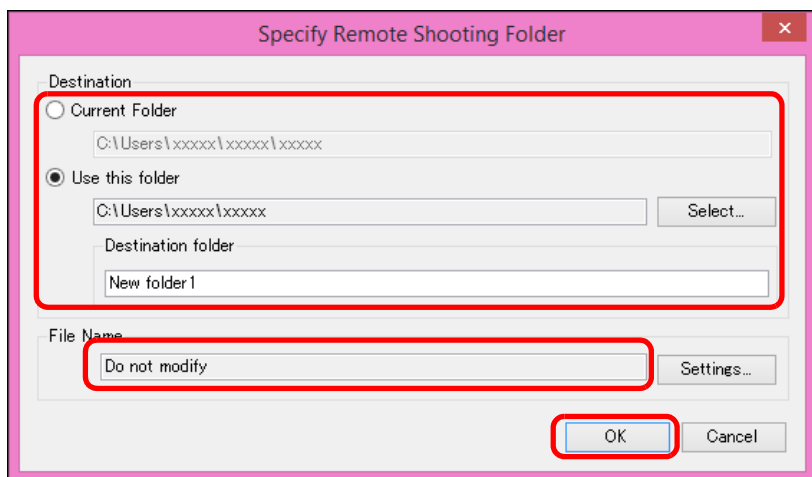 Specify Remote Shooting Folder
Destination
Current Folder
C:\Users\xxxxx\xxxxx\xxxxx
Use this folder
C:\Users\xxxxx\xxxxx
Select...
Destination folder
New folder1
File Name
Do not modify
Settings...
OK
Cancel